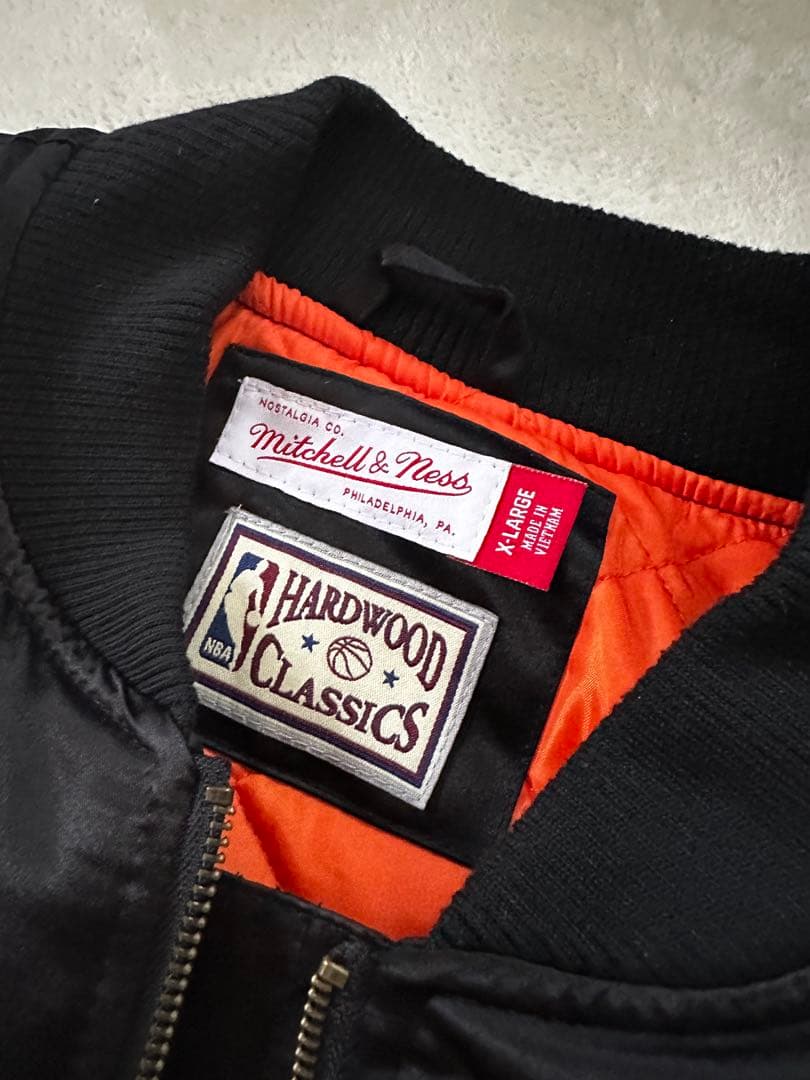 NOSTALGIA CO.
Mitchell & Ness
PHILADELPHIA, PA.
X-LARGE
MADE IN
VIETNAM
HARDWOOD
CLASSICS
NBA